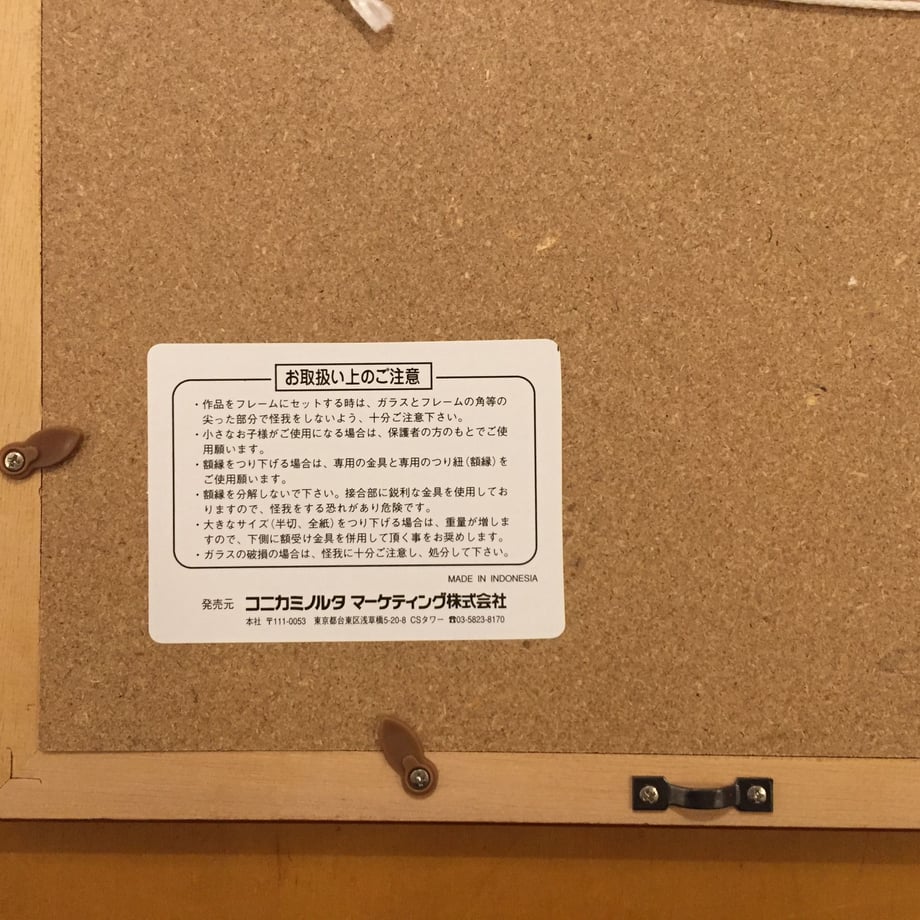 お取扱い上のご注意
・作品をフレームにセットする時は、ガラスとフレームの角等の
尖った部分で怪我をしないよう、十分ご注意下さい。
・小さなお子様がご使用になる場合は、保護者の方のもとでご使
用願います。
・額縁をつり下げる場合は、専用の金具と専用のつり紐(額縁)を
ご使用願います。
・額縁を分解しないで下さい。接合部に鋭利な金具を使用してお
りますので、怪我をする恐れがあり危険です。
・大きなサイズ(半切、全紙)をつり下げる場合は、重量が増しま
すので、下側に額受け金具を併用して頂く事をお奨めします。
・ガラスの破損の場合は、怪我に十分ご注意し、処分して下さい。
MADE IN INDONESIA
発売元 コニカミノルタ マーケティング株式会社
本社 〒111-0053 東京都台東区浅草橋5-20-8 CSタワー ☎03-5823-8170